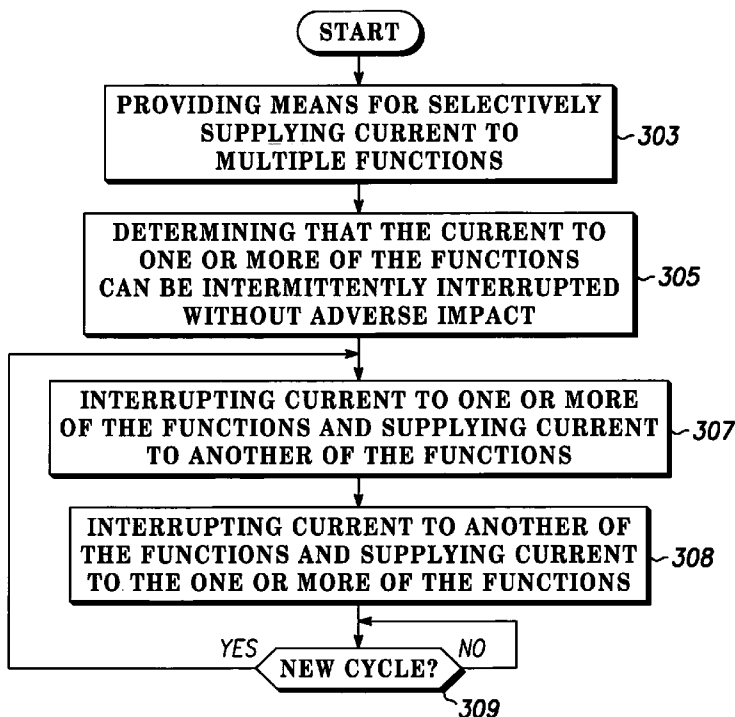 START
PROVIDING MEANS FOR SELECTIVELY
SUPPLYING CURRENT TO
MULTIPLE FUNCTIONS
303
DETERMINING THAT THE CURRENT TO
ONE OR MORE OF THE FUNCTIONS
CAN BE INTERMITTENTLY INTERRUPTED
WITHOUT ADVERSE IMPACT
305
INTERRUPTING CURRENT TO ONE OR MORE
OF THE FUNCTIONS AND SUPPLYING CURRENT
TO ANOTHER OF THE FUNCTIONS
307
INTERRUPTING CURRENT TO ANOTHER OF
THE FUNCTIONS AND SUPPLYING CURRENT
TO THE ONE OR MORE OF THE FUNCTIONS
308
YES
NEW CYCLE?
NO
309